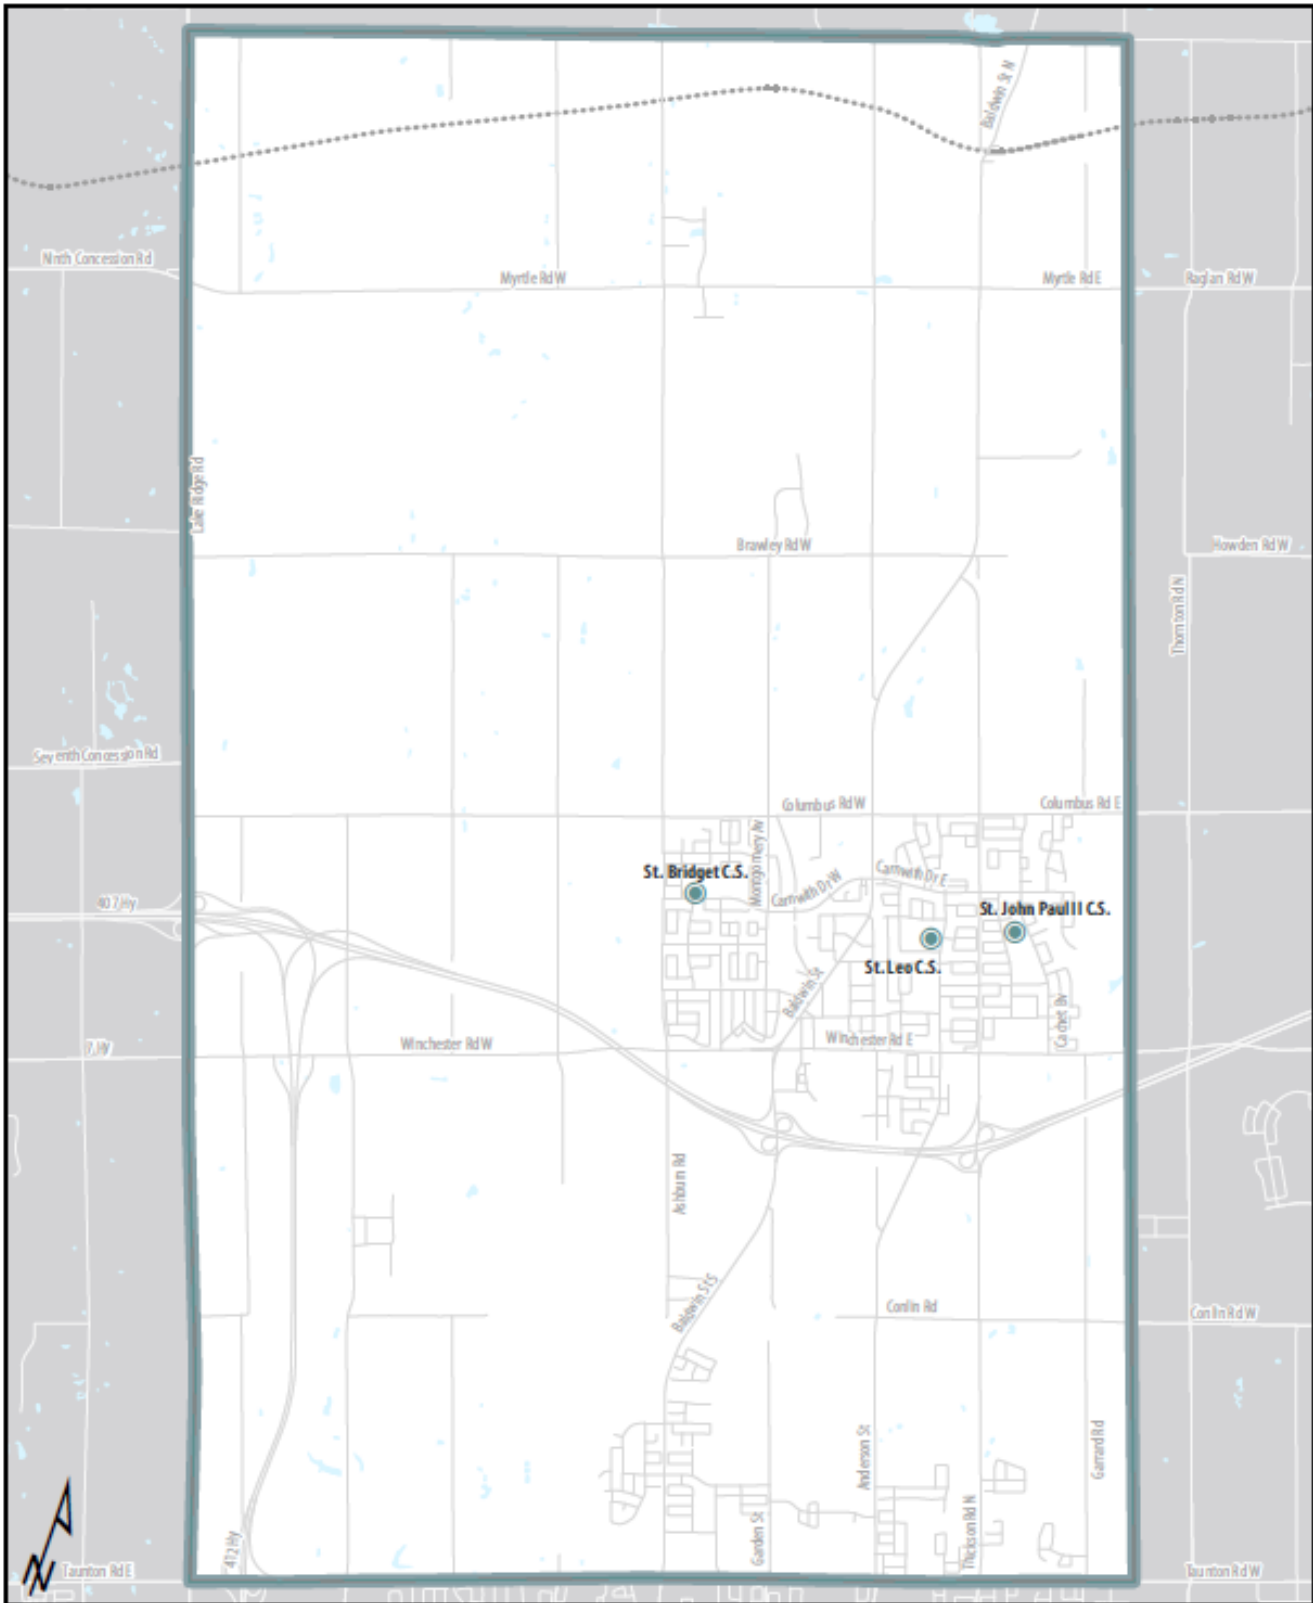 Baldwin St N
Ninth Concession Rd
Myrtle Rd W
Myrtle Rd E
Raglan Rd W
Lake Ridge Rd
Brawley Rd W
Howden Rd W
Thornton Rd N
Seventh Concession Rd
Columbus Rd W
Columbus Rd E
Montgomery Av
St. Bridget C.S.
Carnwith Dr W
Carnwith Dr E
407 Hy
St. John Paul II C.S.
St. Leo C.S.
Baldwin St
Cachet Bv
7 Hy
Winchester Rd W
Winchester Rd E
Ashburn Rd
Baldwin St S
Conlin Rd
Conlin Rd W
Anderson St
Garrard Rd
Garden St
Thickson Rd N
412 Hy
N
Taunton Rd E
Taunton Rd W